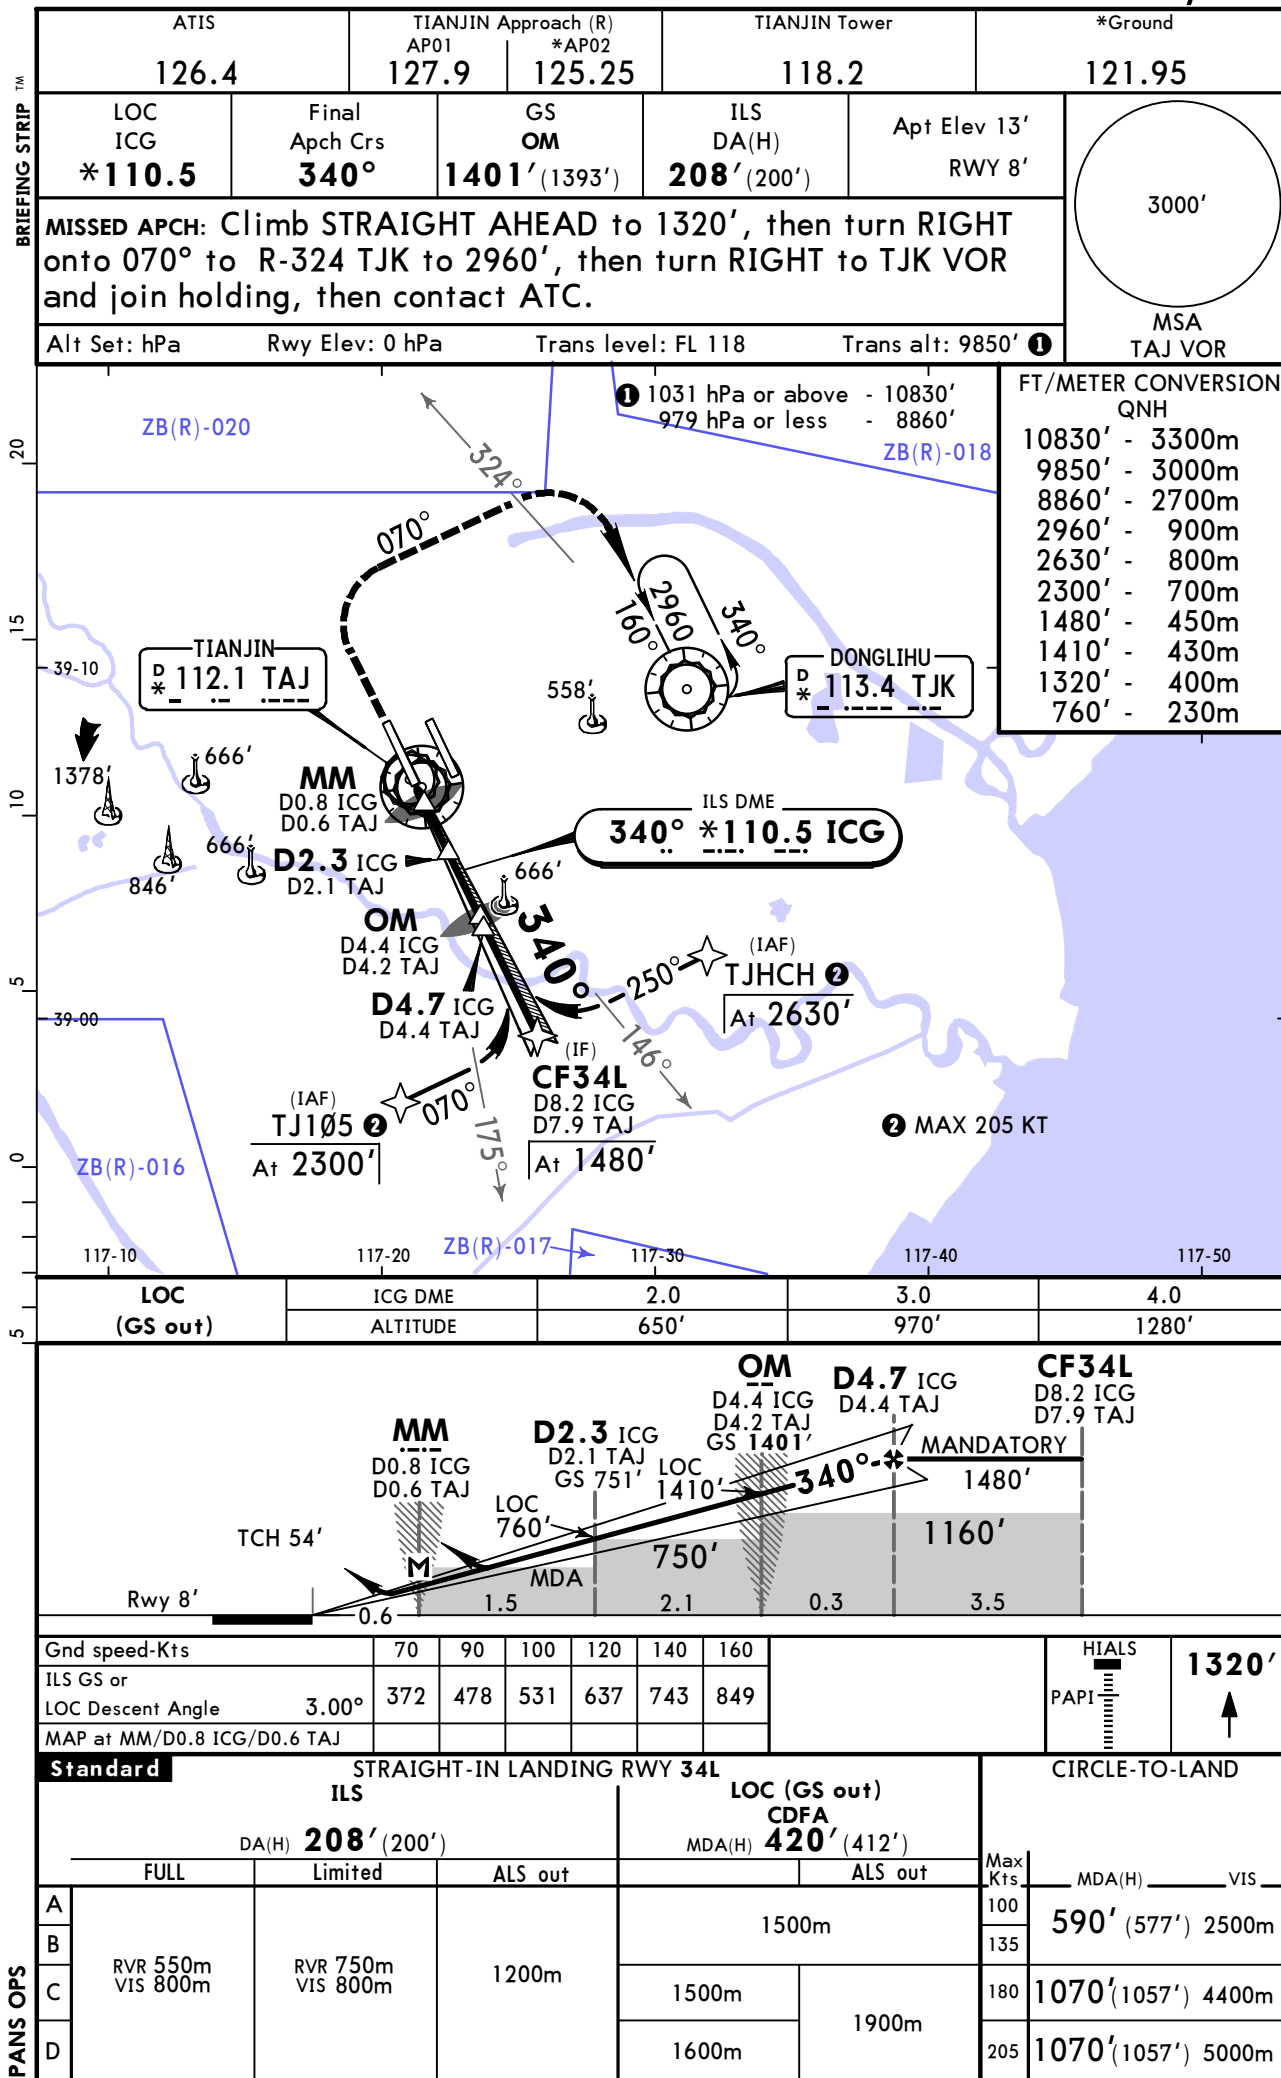 ATIS
126.4
TIANJIN Approach (R)
AP01 *AP02
127.9 125.25
TIANJIN Tower
118.2
*Ground
121.95
BRIEFING STRIP TM
LOC
ICG
*110.5
Final
Apch Crs
340°
GS
OM
1401'(1393')
ILS
DA(H)
208'(200')
Apt Elev 13'
RWY 8'
3000'
MSA
TAJ VOR
MISSED APCH: Climb STRAIGHT AHEAD to 1320', then turn RIGHT
onto 070° to R-324 TJK to 2960', then turn RIGHT to TJK VOR
and join holding, then contact ATC.
Alt Set: hPa Rwy Elev: 0 hPa Trans level: FL 118 Trans alt: 9850' 1
1 1031 hPa or above - 10830'
979 hPa or less - 8860'
FT/METER CONVERSION
QNH
10830' - 3300m
9850' - 3000m
8860' - 2700m
2960' - 900m
2630' - 800m
2300' - 700m
1480' - 450m
1410' - 430m
1320' - 400m
760' - 230m
ZB(R)-020
ZB(R)-018
324°
070°
2960
160°
340°
20
15
10
5
0
5
39-10
39-00
TIANJIN
D
* 112.1 TAJ
DONGLIHU
D
* 113.4 TJK
558'
666'
1378'
846'
666'
666'
MM
D0.8 ICG
D0.6 TAJ
D2.3 ICG
D2.1 TAJ
ILS DME
340° *110.5 ICG
OM
D4.4 ICG
D4.2 TAJ
340°
D4.7 ICG
D4.4 TAJ
250°
(IAF)
TJHCH 2
At 2630'
146°
(IF)
CF34L
D8.2 ICG
D7.9 TAJ
At 1480'
(IAF)
TJ1Ø5 2
At 2300'
070°
175°
2 MAX 205 KT
ZB(R)-016
ZB(R)-017
117-10 117-20 117-30 117-40 117-50
LOC
(GS out)
ICG DME 2.0 3.0 4.0
ALTITUDE 650' 970' 1280'
MM
D0.8 ICG
D0.6 TAJ
D2.3 ICG
D2.1 TAJ
GS 751'
OM
D4.4 ICG
D4.2 TAJ
GS 1401'
D4.7 ICG
D4.4 TAJ
CF34L
D8.2 ICG
D7.9 TAJ
MANDATORY
1480'
340°
LOC
1410'
LOC
760'
TCH 54'
M
MDA
750'
1160'
Rwy 8'
0.6 1.5 2.1 0.3 3.5
Gnd speed-Kts 70 90 100 120 140 160
ILS GS or
LOC Descent Angle 3.00° 372 478 531 637 743 849
MAP at MM/D0.8 ICG/D0.6 TAJ
HIALS
PAPI
1320'
Standard STRAIGHT-IN LANDING RWY 34L
CIRCLE-TO-LAND
ILS
DA(H) 208'(200')
LOC (GS out)
CDFA
MDA(H) 420'(412')
FULL Limited ALS out
ALS out
Max
Kts MDA(H) VIS
A
B
C
D
RVR 550m
VIS 800m
RVR 750m
VIS 800m
1200m
1500m
1500m
1600m
1900m
100
135
590' (577') 2500m
180 1070'(1057') 4400m
205 1070'(1057') 5000m
PANS OPS